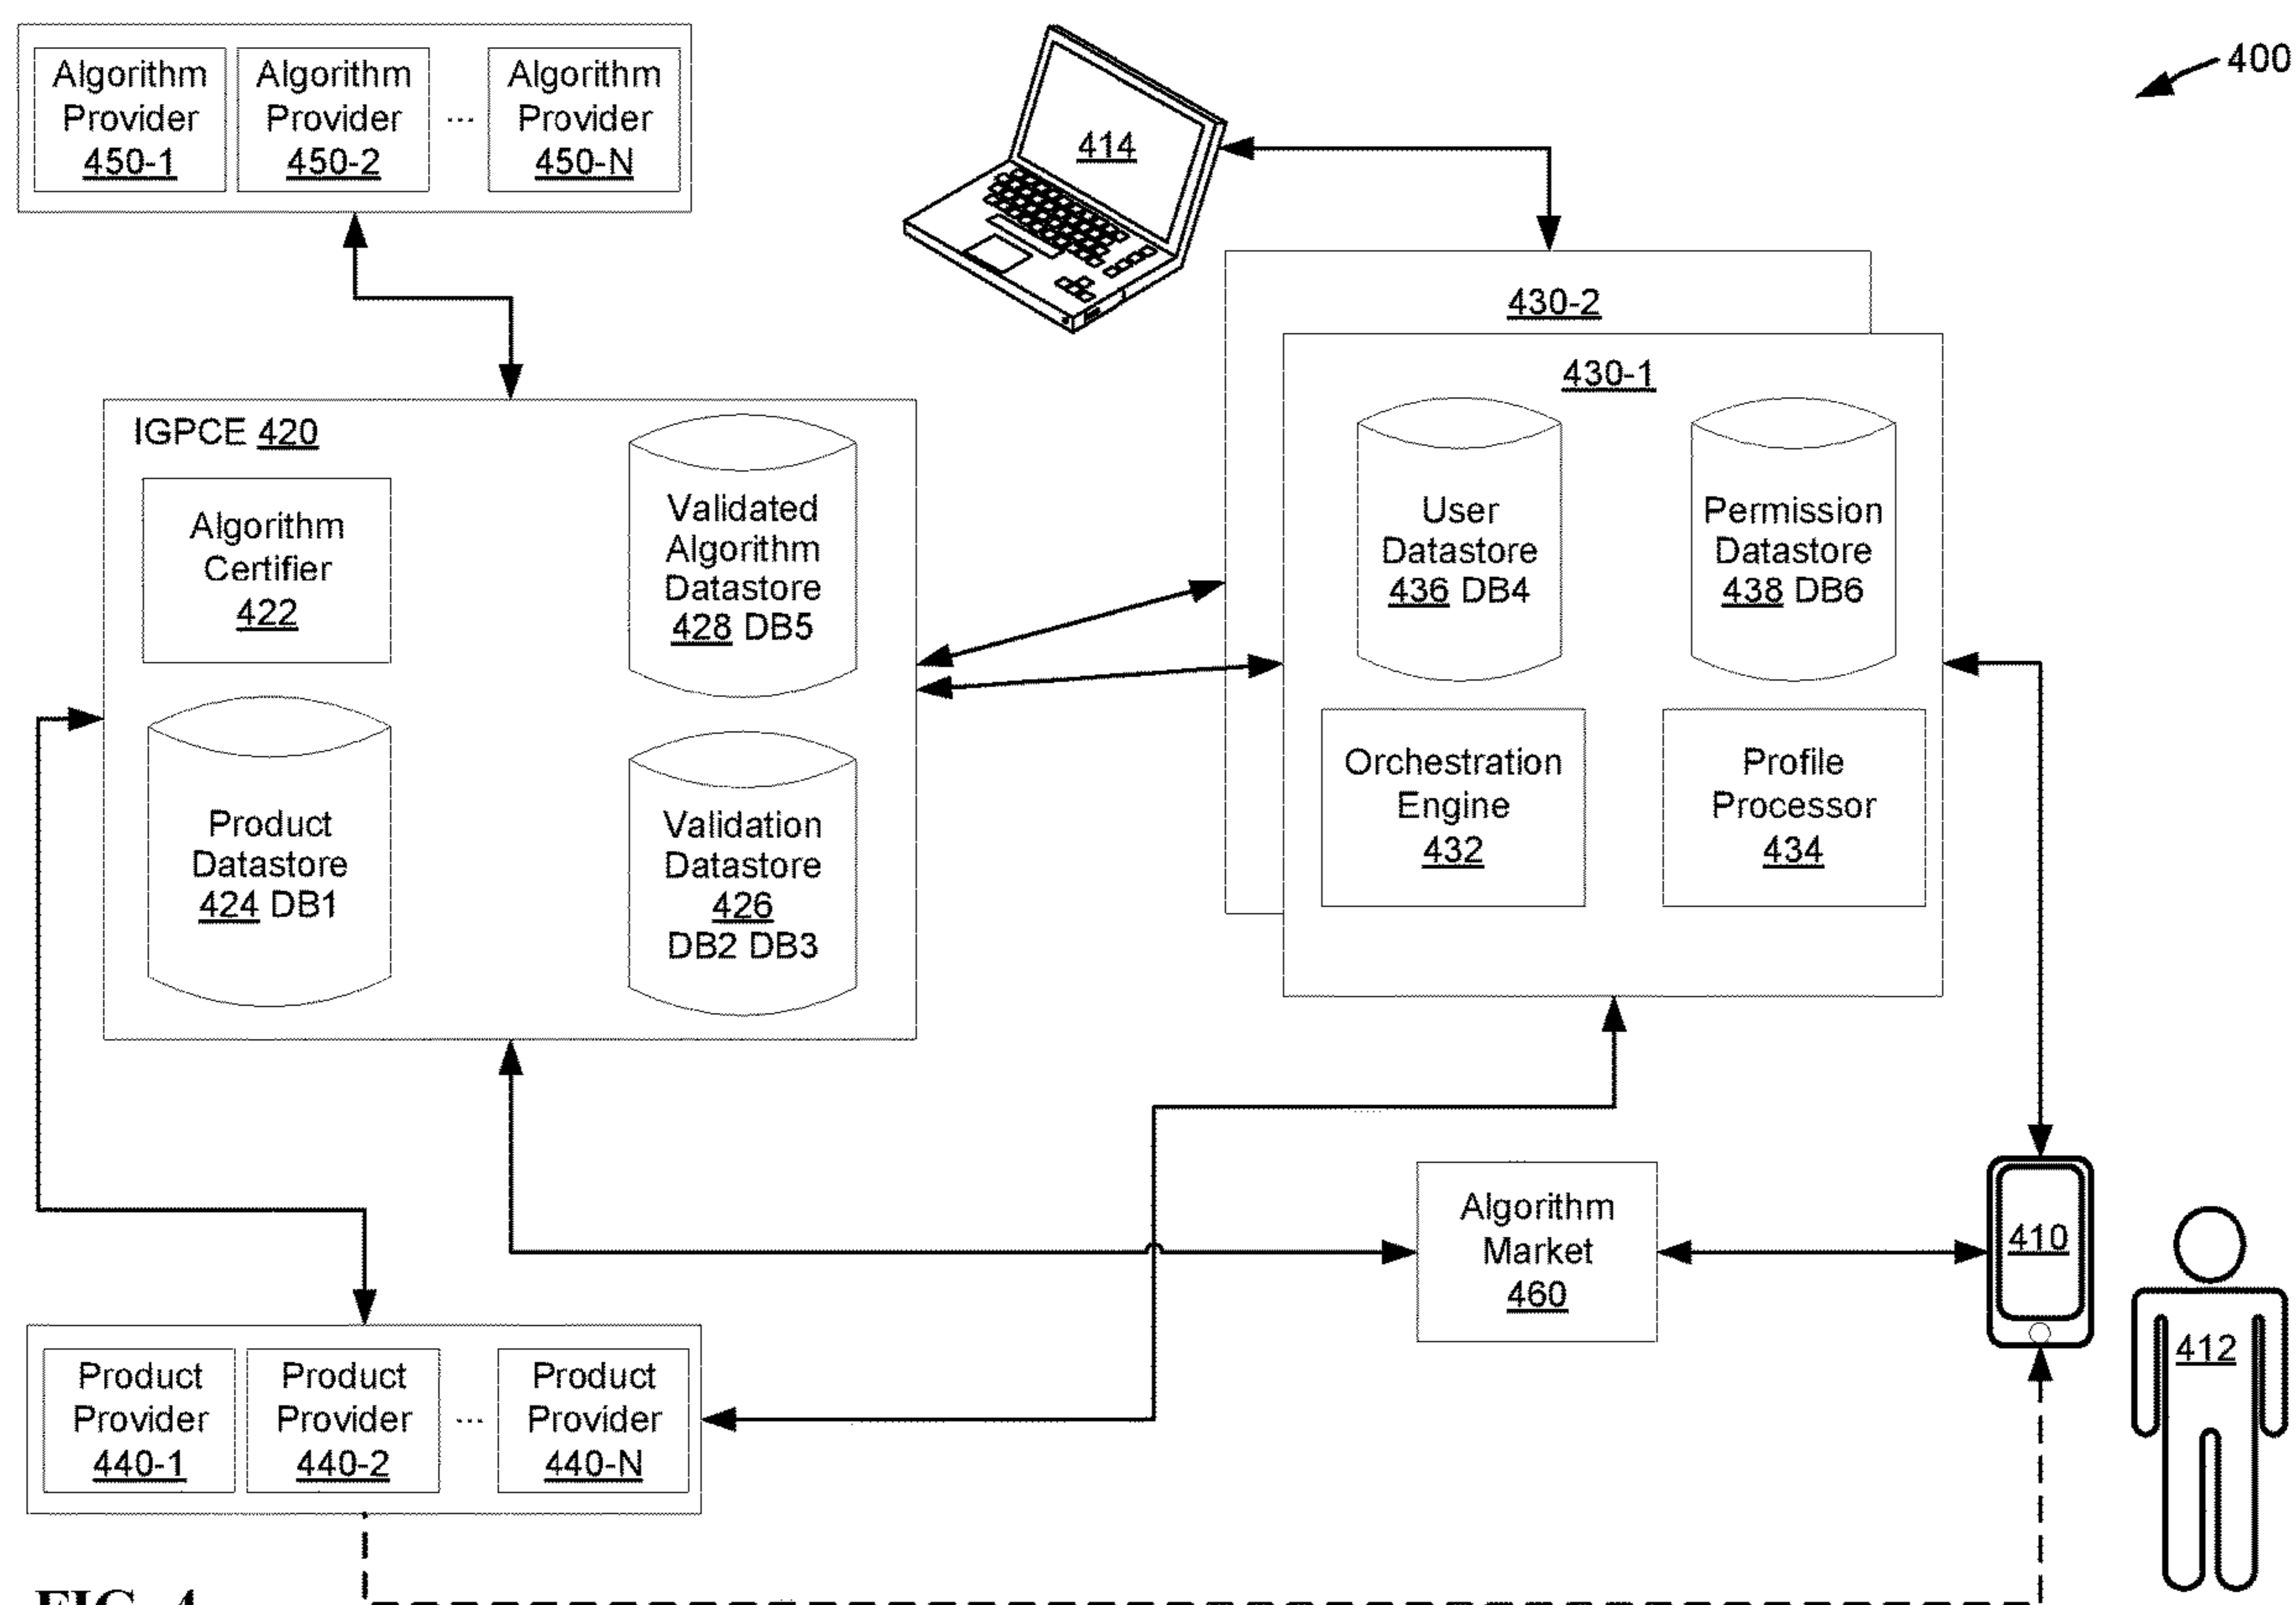 Algorithm
Provider
450-1
Algorithm
Provider
450-2
...
Algorithm
Provider
450-N
414
400
430-2
430-1
IGPCE 420
Algorithm
Certifier
422
Validated
Algorithm
Datastore
428 DB5
User
Datastore
436 DB4
Permission
Datastore
438 DB6
Product
Datastore
424 DB1
Validation
Datastore
426
DB2 DB3
Orchestration
Engine
432
Profile
Processor
434
Algorithm
Market
460
410
412
Product
Provider
440-1
Product
Provider
440-2
...
Product
Provider
440-N
FIG. 4